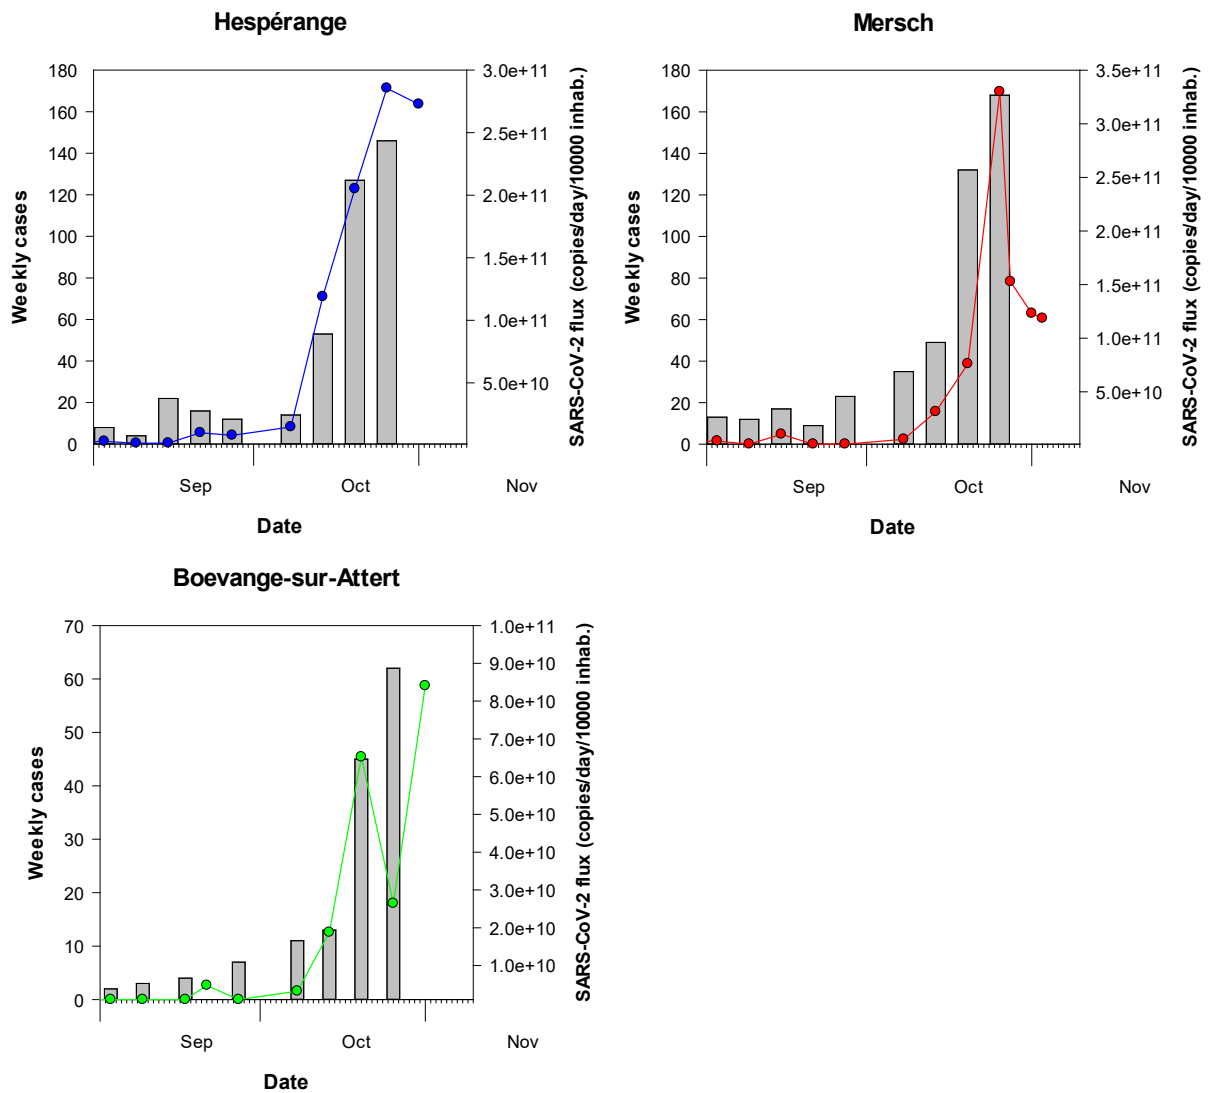 Hespérange
180
160
140
120
100
80
60
40
20
0
Weekly cases
3.0e+11
2.5e+11
2.0e+11
1.5e+11
1.0e+11
5.0e+10
SARS-CoV-2 flux (copies/day/10000 inhab.)
Sep Oct Nov
Date
Mersch
180
160
140
120
100
80
60
40
20
0
Weekly cases
3.5e+11
3.0e+11
2.5e+11
2.0e+11
1.5e+11
1.0e+11
5.0e+10
SARS-CoV-2 flux (copies/day/10000 inhab.)
Sep Oct Nov
Date
Boevange-sur-Attert
70
60
50
40
30
20
10
0
Weekly cases
1.0e+11
9.0e+10
8.0e+10
7.0e+10
6.0e+10
5.0e+10
4.0e+10
3.0e+10
2.0e+10
1.0e+10
SARS-CoV-2 flux (copies/day/10000 inhab.)
Sep Oct Nov
Date